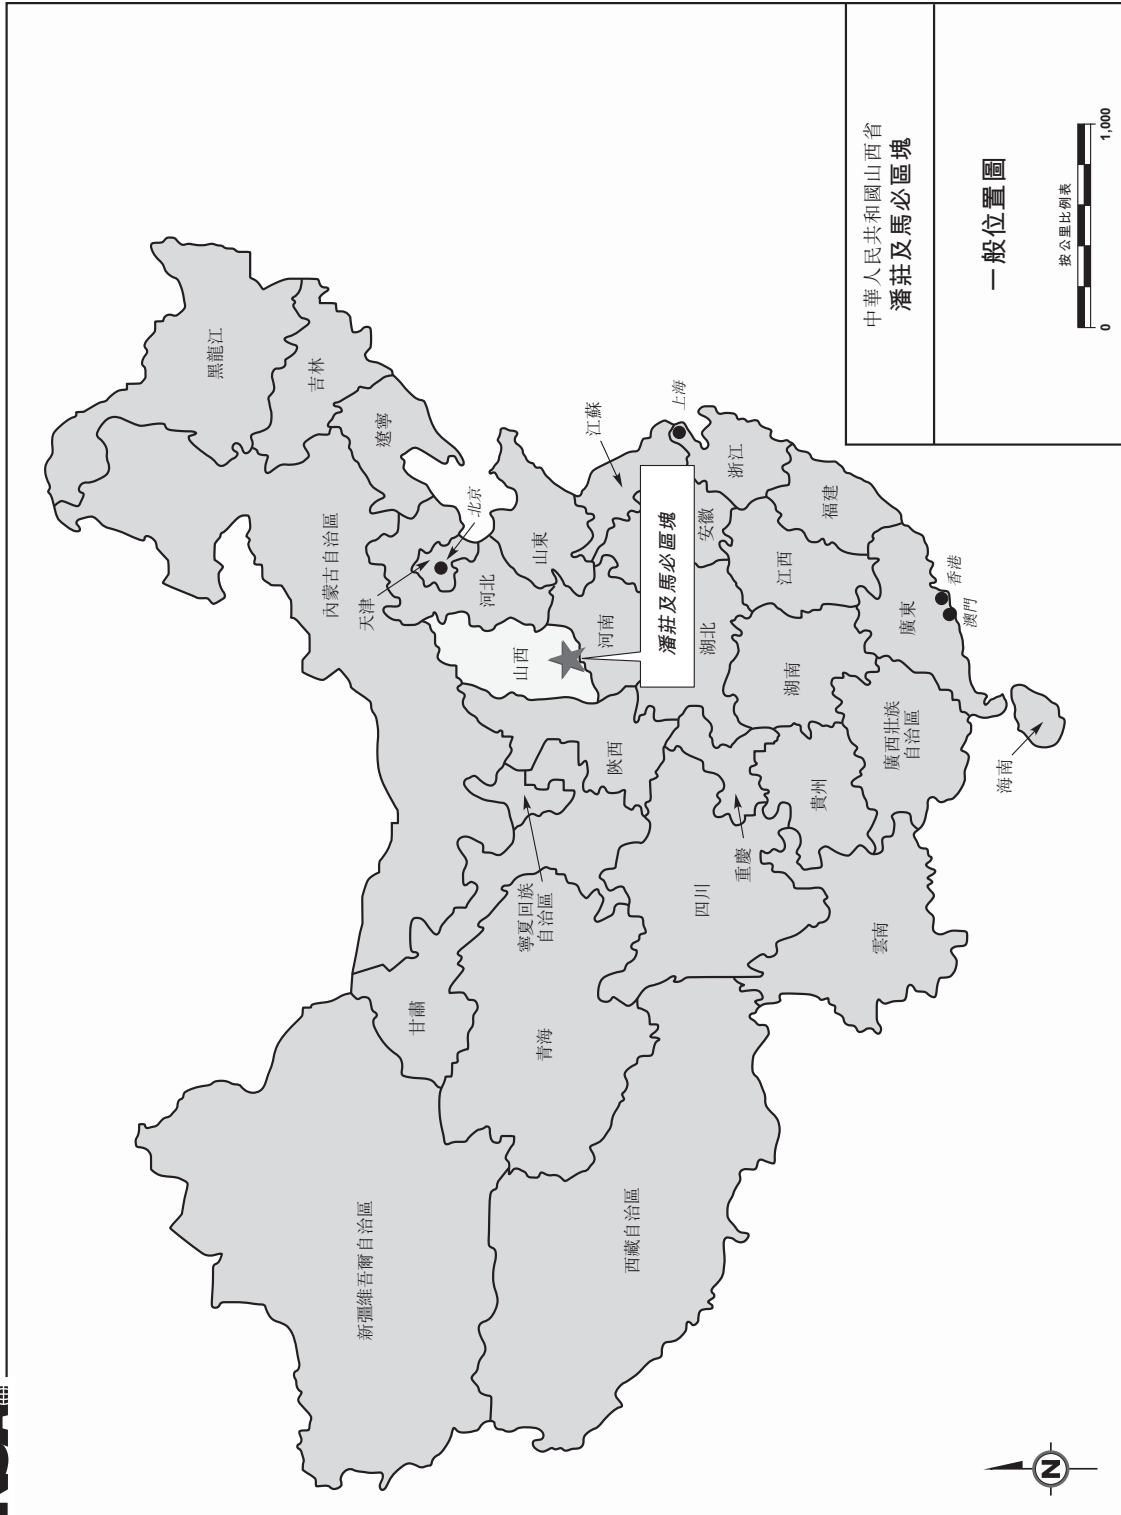 黑龍江
吉林
遼寧
內蒙古自治區
北京
天津
河北
山東
山西
江蘇
上海
河南
潘莊及馬必區塊
安徽
浙江
湖北
江西
福建
湖南
陝西
寧夏回族
自治區
甘肅
青海
新疆維吾爾自治區
西藏自治區
四川
重慶
貴州
雲南
廣西壯族
自治區
廣東
香港
澳門
海南
中華人民共和國山西省
潘莊及馬必區塊
一般位置圖
按公里比例表
0
1,000
N